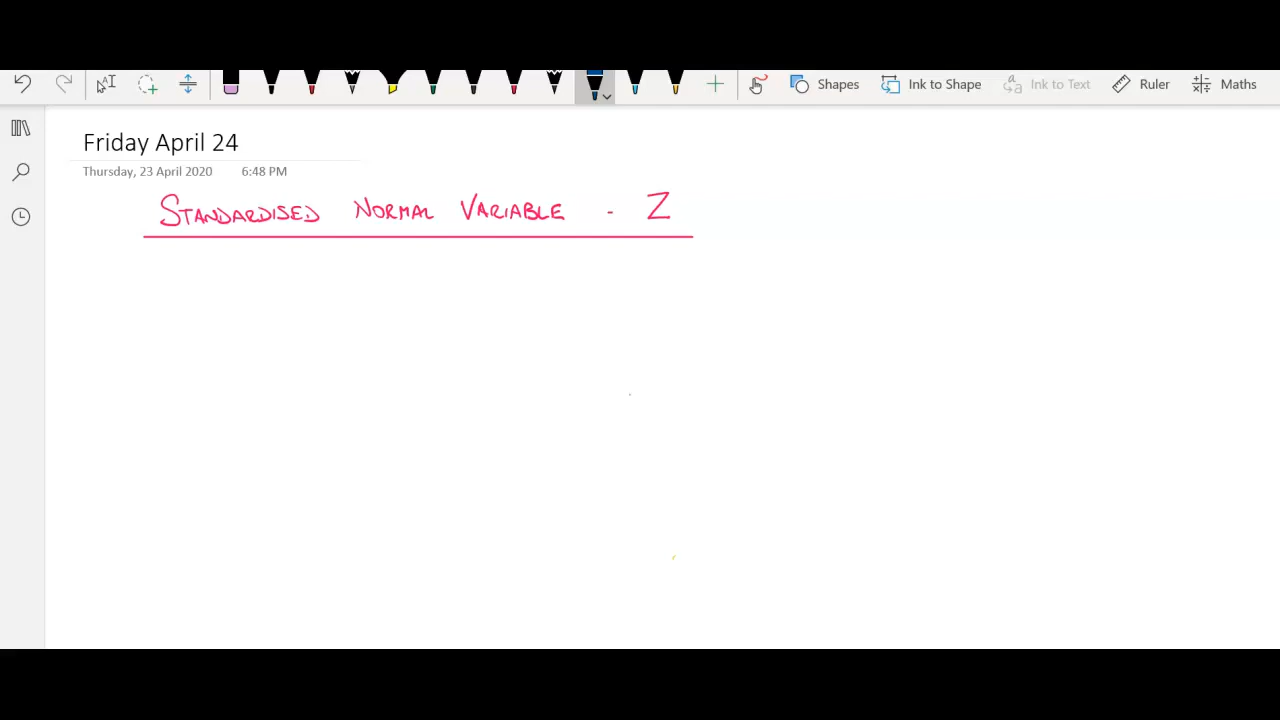 Shapes Ink to Shape Ink to Text Ruler Maths
Friday April 24
Thursday, 23 April 2020 6:48 PM
STANDARDISED NORMAL VARIABLE - Z